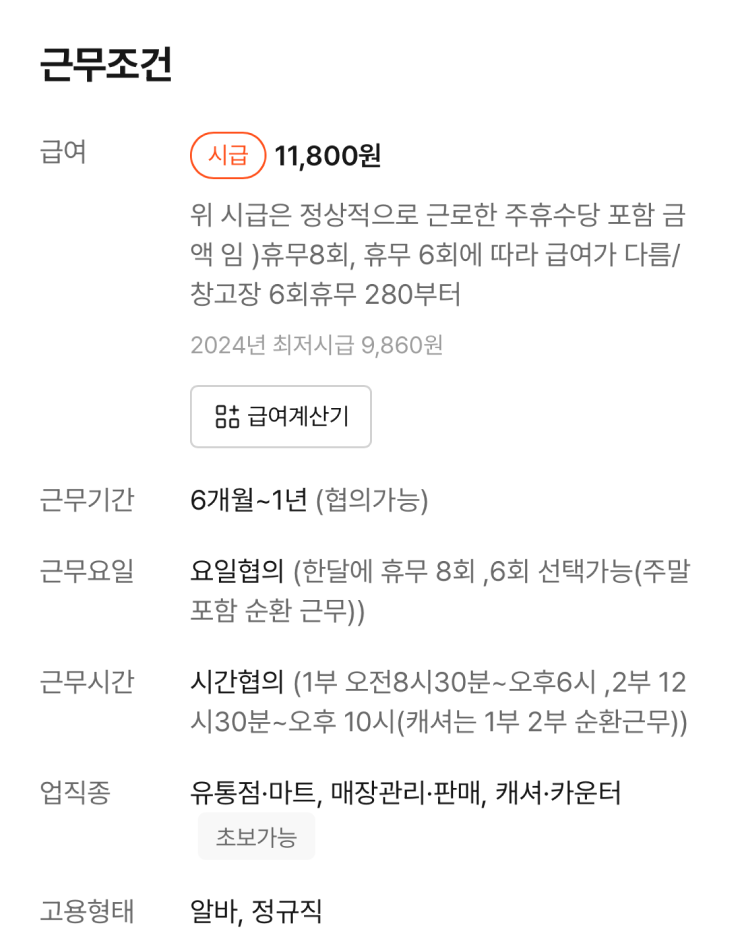 근무조건
급여
시급 11,800원
위 시급은 정상적으로 근로한 주휴수당 포함 금
액 임 )휴무8회, 휴무 6회에 따라 급여가 다름/
창고장 6회휴무 280부터
2024년 최저시급 9,860원
급여계산기
근무기간
6개월~1년 (협의가능)
근무요일
요일협의 (한달에 휴무 8회 ,6회 선택가능(주말
포함 순환 근무))
근무시간
시간협의 (1부 오전8시30분~오후6시 ,2부 12
시30분~오후 10시(캐셔는 1부 2부 순환근무))
업직종
유통점·마트, 매장관리·판매, 캐셔·카운터
초보가능
고용형태
알바, 정규직